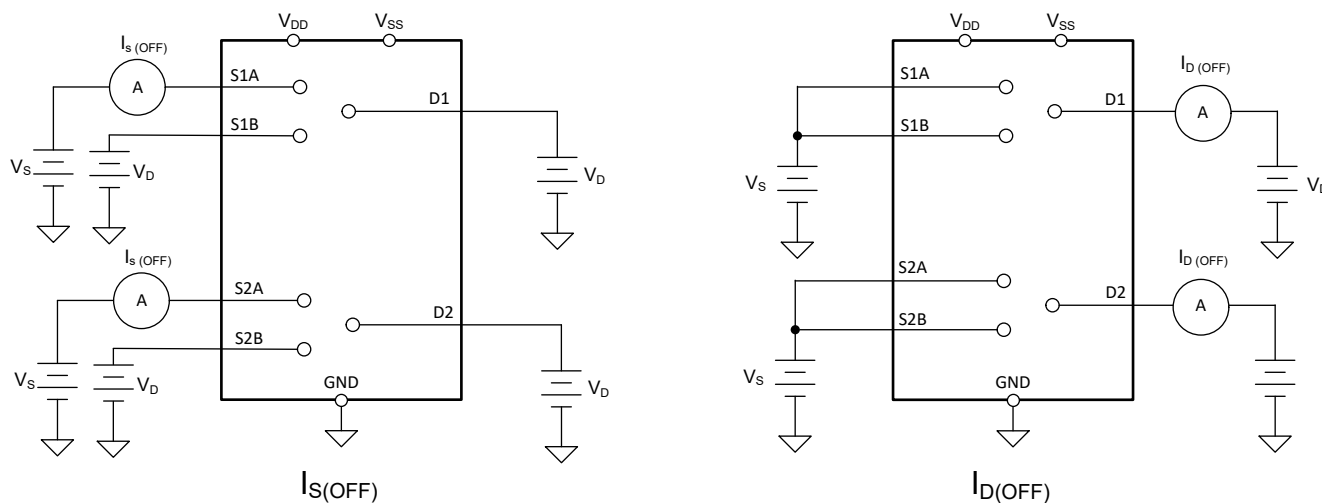 VDD VSS
Is (OFF)
A
S1A
D1
S1B
VS
VD
VD
Is (OFF)
A
S2A
D2
S2B
VS
VD
GND
VD
IS(OFF)
VDD VSS
S1A
ID (OFF)
D1
A
S1B
VS
S2A
ID (OFF)
D2
A
S2B
VS
GND
ID(OFF)